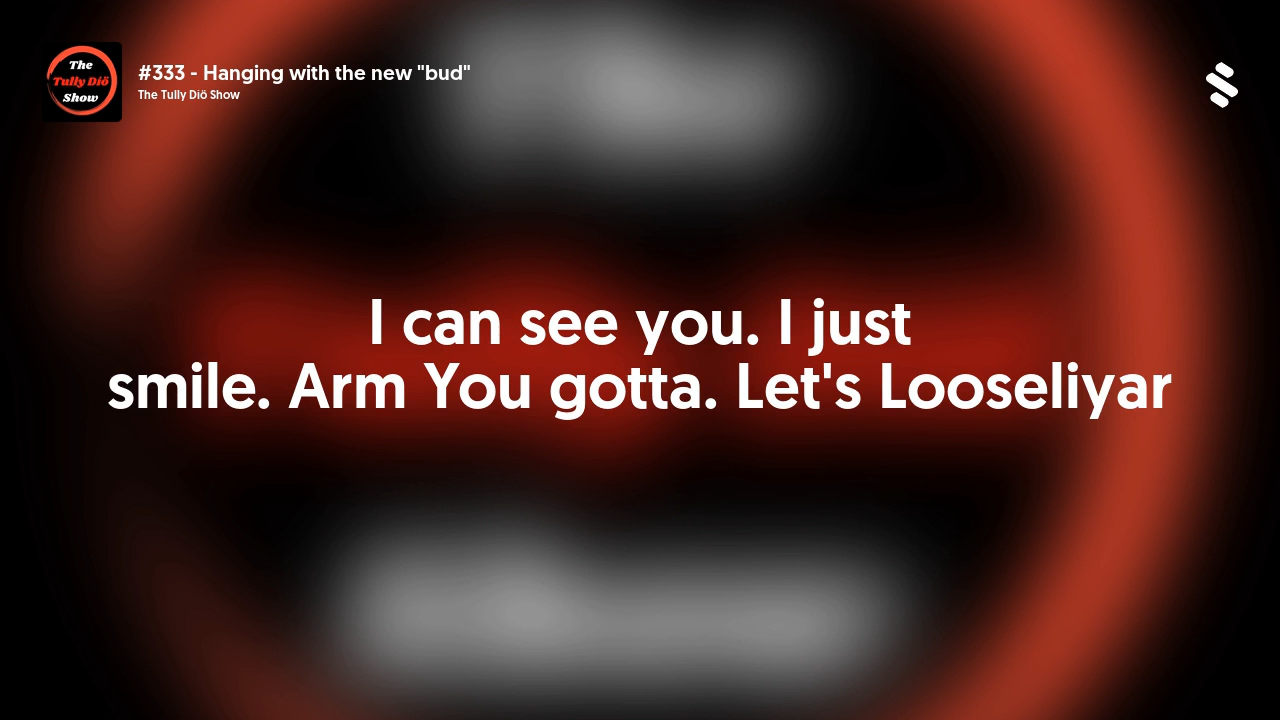 The
Tully Diö
Show
#333 - Hanging with the new "bud"
The Tully Diö Show
I can see you. I just
smile. Arm You gotta. Let's Looseliyar